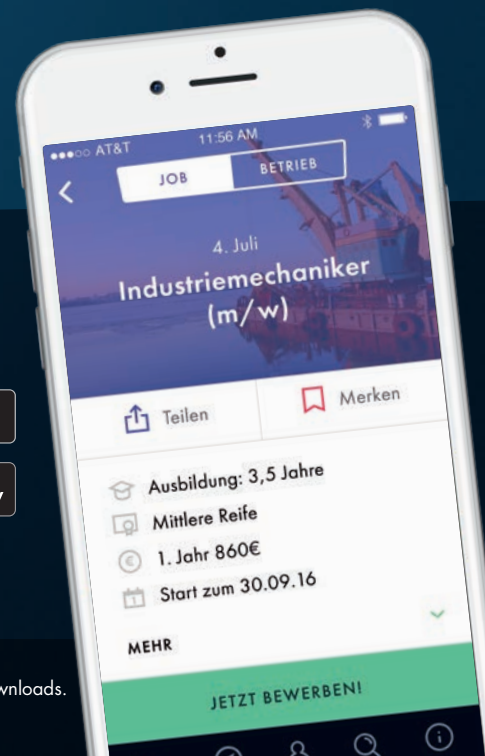 AT&T 11:56 AM
JOB BETRIEB
4. Juli
Industriemechaniker
(m/w)
Teilen Merken
Ausbildung: 3,5 Jahre
Mittlere Reife
1. Jahr 860€
Start zum 30.09.16
MEHR
JETZT BEWERBEN!